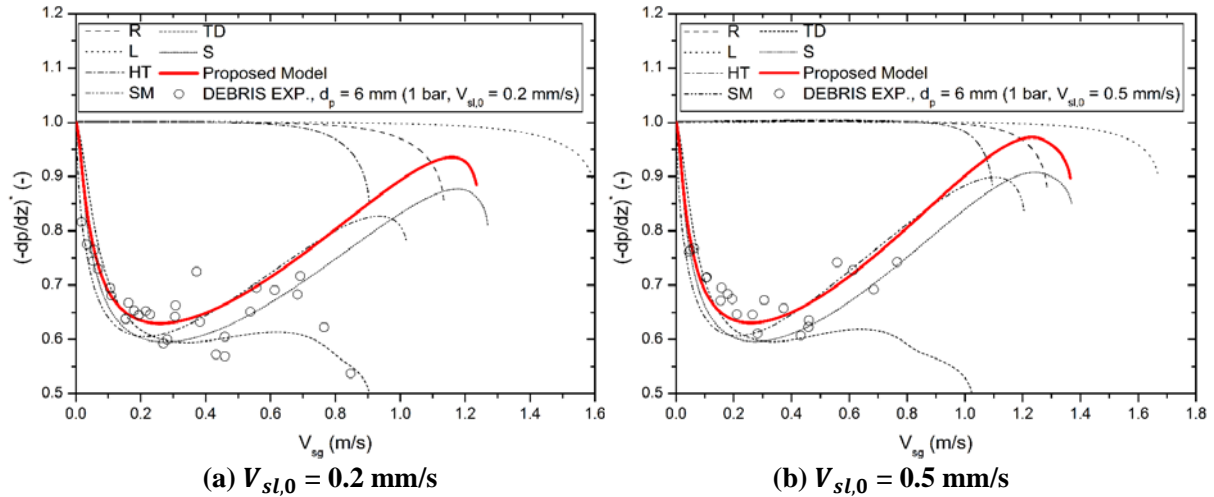 1.2
1.1
1.0
0.9
0.8
0.7
0.6
0.5
(-dp/dz)* (-)
R
TD
L
S
HT
Proposed Model
SM
DEBRIS EXP., dp = 6 mm (1 bar, Vsl,0 = 0.2 mm/s)
0.0 0.2 0.4 0.6 0.8 1.0 1.2 1.4 1.6
Vsg (m/s)
(a) Vsl,0 = 0.2 mm/s
1.2
1.1
1.0
0.9
0.8
0.7
0.6
0.5
(-dp/dz)* (-)
R
TD
L
S
HT
Proposed Model
SM
DEBRIS EXP., dp = 6 mm (1 bar, Vsl,0 = 0.5 mm/s)
0.0 0.2 0.4 0.6 0.8 1.0 1.2 1.4 1.6 1.8
Vsg (m/s)
(b) Vsl,0 = 0.5 mm/s